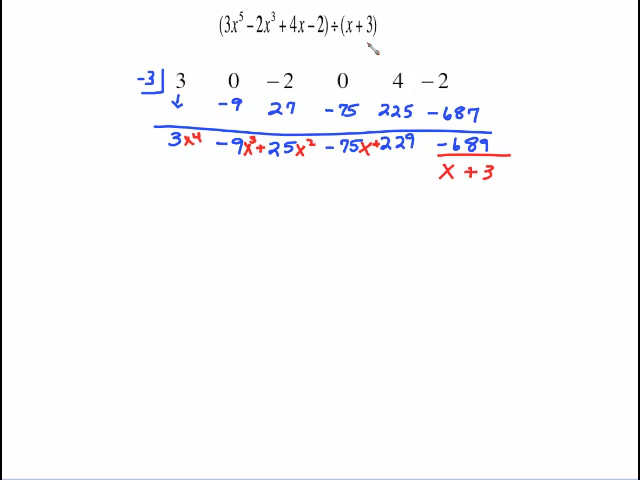 (3x⁵ − 2x³ + 4x − 2) ÷ (x + 3)
-3 3 0 −2 0 4 −2
-9 27 -75 225 -687
3x⁴ -9x³ + 25x² -75x + 229 -689
x + 3